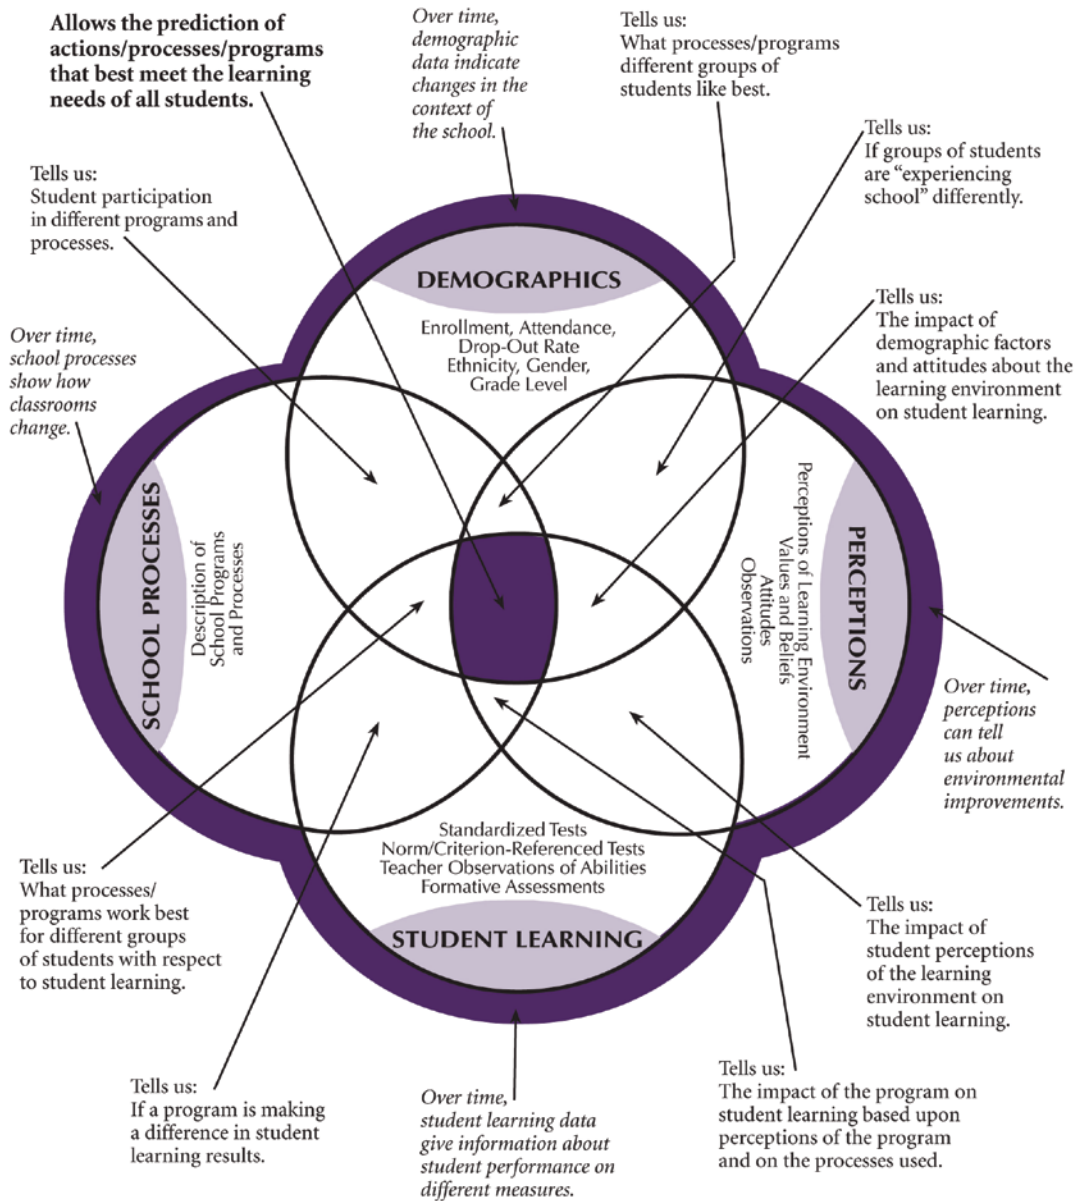 Allows the prediction of
actions/processes/programs
that best meet the learning
needs of all students.
Over time,
demographic
data indicate
changes in the
context of
the school.
Tells us:
What processes/programs
different groups of
students like best.
Tells us:
If groups of students
are “experiencing
school” differently.
Tells us:
Student participation
in different programs and
processes.
DEMOGRAPHICS
Enrollment, Attendance,
Drop-Out Rate
Ethnicity, Gender,
Grade Level
Tells us:
The impact of
demographic factors
and attitudes about the
learning environment
on student learning.
Over time,
school processes
show how
classrooms
change.
SCHOOL PROCESSES
Description of
School Programs
and Processes
PERCEPTIONS
Perceptions of Learning Environment
Values and Beliefs
Attitudes
Observations
Over time,
perceptions
can tell
us about
environmental
improvements.
Standardized Tests
Norm/Criterion-Referenced Tests
Teacher Observations of Abilities
Formative Assessments
STUDENT LEARNING
Tells us:
What processes/
programs work best
for different groups
of students with respect
to student learning.
Tells us:
The impact of
student perceptions
of the learning
environment on
student learning.
Tells us:
If a program is making
a difference in student
learning results.
Over time,
student learning data
give information about
student performance on
different measures.
Tells us:
The impact of the program on
student learning based upon
perceptions of the program
and on the processes used.